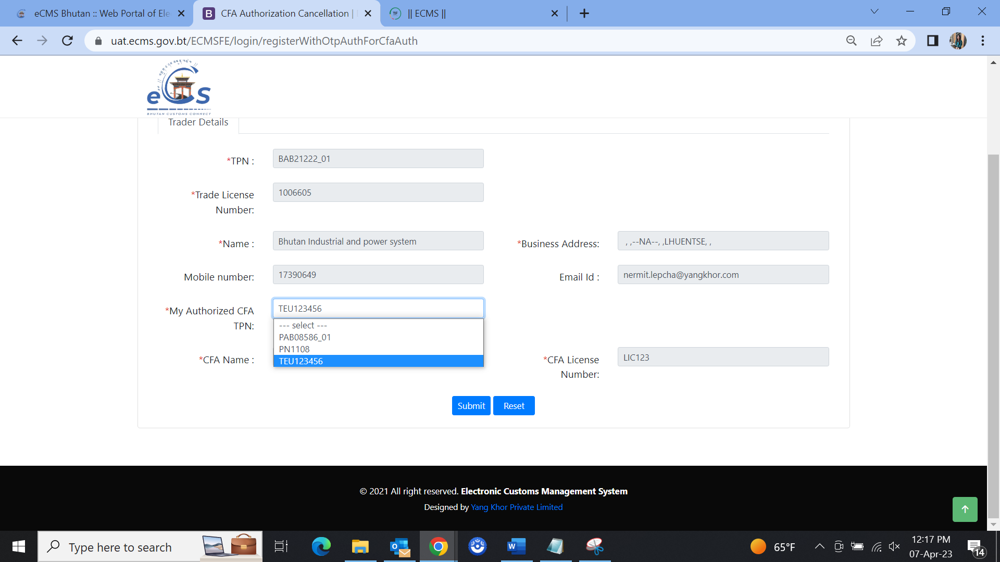 eCMS Bhutan :: Web Portal of Ele
CFA Authorization Cancellation |
|| ECMS ||
uat.ecms.gov.bt/ECMSFE/login/registerWithOtpAuthForCfaAuth
eCS
BHUTAN CUSTOMS CONNECT
Trader Details
*TPN :
BAB21222_01
*Trade License Number:
1006605
*Name :
Bhutan Industrial and power system
*Business Address:
, ,--NA--, ,LHUENTSE, ,
Mobile number:
17390649
Email Id :
nermit.lepcha@yangkhor.com
*My Authorized CFA TPN:
TEU123456
--- select ---
PAB08586_01
PN1108
TEU123456
*CFA Name :
*CFA License Number:
LIC123
Submit
Reset
© 2021 All right reserved. Electronic Customs Management System
Designed by Yang Khor Private Limited
Type here to search
65°F
12:17 PM
07-Apr-23
14